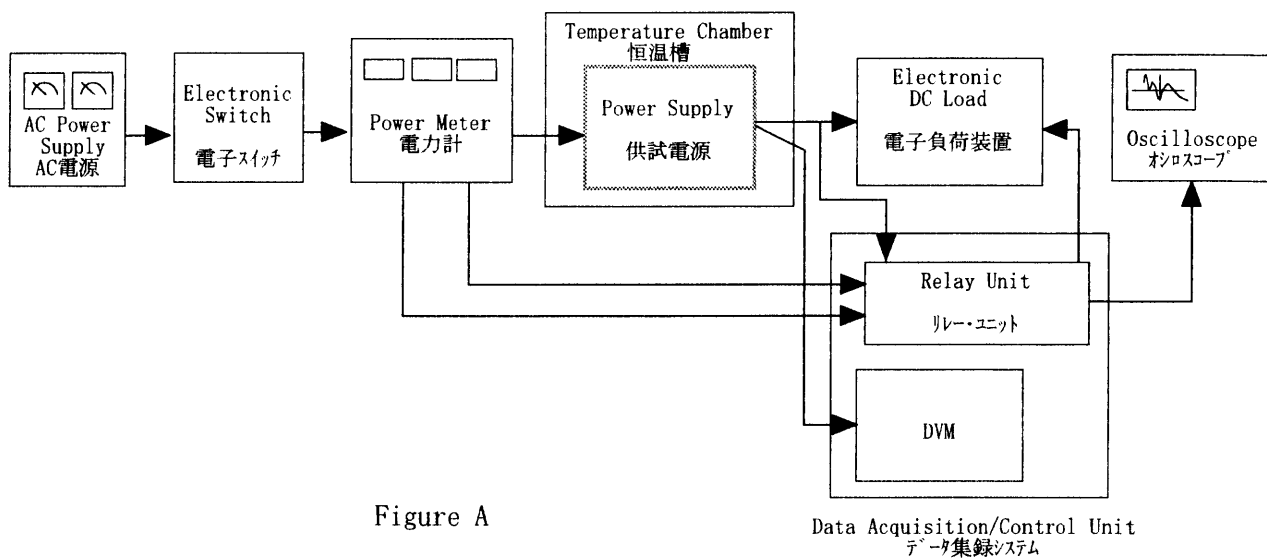 AC Power
Supply
AC電源
Electronic
Switch
電子スイッチ
Power Meter
電力計
Temperature Chamber
恒温槽
Power Supply
供試電源
Electronic
DC Load
電子負荷装置
Oscilloscope
オシロスコープ
Relay Unit
リレー・ユニット
DVM
Data Acquisition/Control Unit
データ集録システム
Figure A